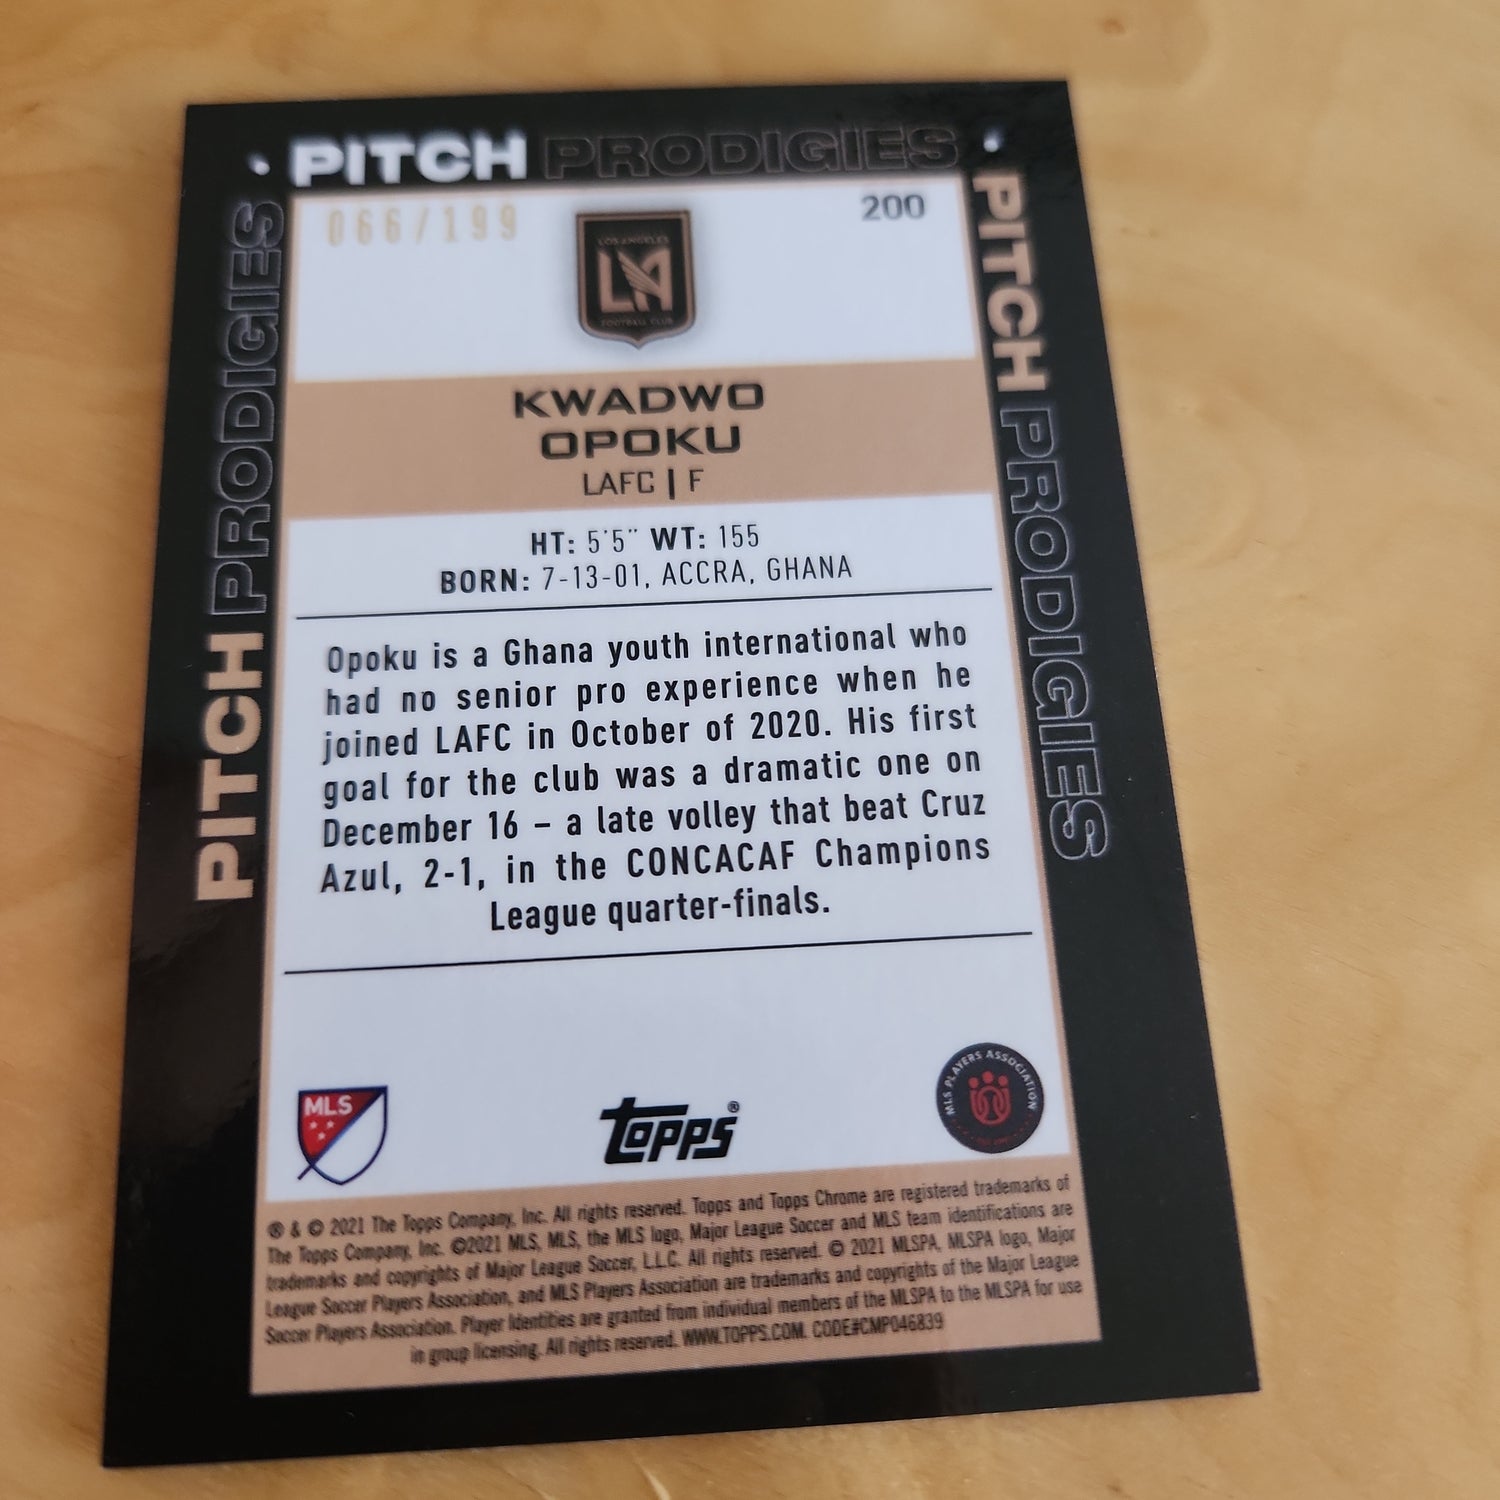 PITCH PRODIGIES
PITCH PRODIGIES
PITCH PRODIGIES
066/199
200
LOS ANGELES
LA
FOOTBALL CLUB
KWADWO
OPOKU
LAFC | F
HT: 5'5" WT: 155
BORN: 7-13-01, ACCRA, GHANA
Opoku is a Ghana youth international who
had no senior pro experience when he
joined LAFC in October of 2020. His first
goal for the club was a dramatic one on
December 16 – a late volley that beat Cruz
Azul, 2-1, in the CONCACAF Champions
League quarter-finals.
MLS
Topps®
MLS PLAYERS ASSOCIATION
® & © 2021 The Topps Company, Inc. All rights reserved. Topps and Topps Chrome are registered trademarks of
The Topps Company, Inc. ©2021 MLS, MLS, the MLS logo, Major League Soccer and MLS team identifications are
trademarks and copyrights of Major League Soccer, L.L.C. All rights reserved. © 2021 MLSPA, MLSPA logo, Major
League Soccer Players Association, and MLS Players Association are trademarks and copyrights of the Major League
Soccer Players Association. Player Identities are granted from individual members of the MLSPA to the MLSPA for use
in group licensing. All rights reserved. WWW.TOPPS.COM. CODE#CMP046839